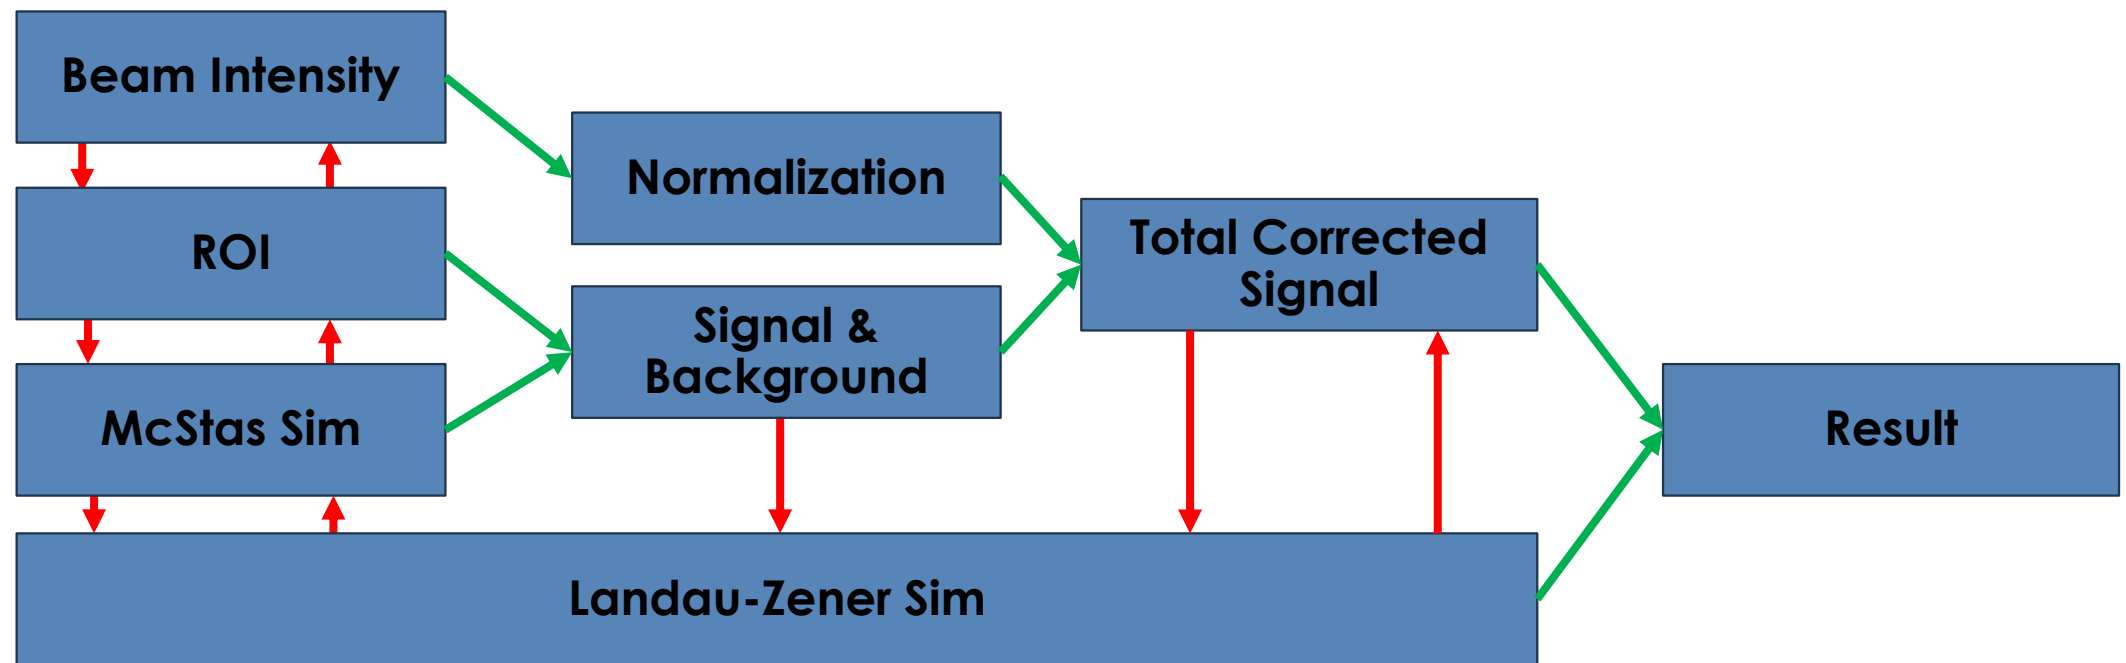 Beam Intensity
Normalization
ROI
Total Corrected
Signal
Signal &
Background
McStas Sim
Result
Landau-Zener Sim